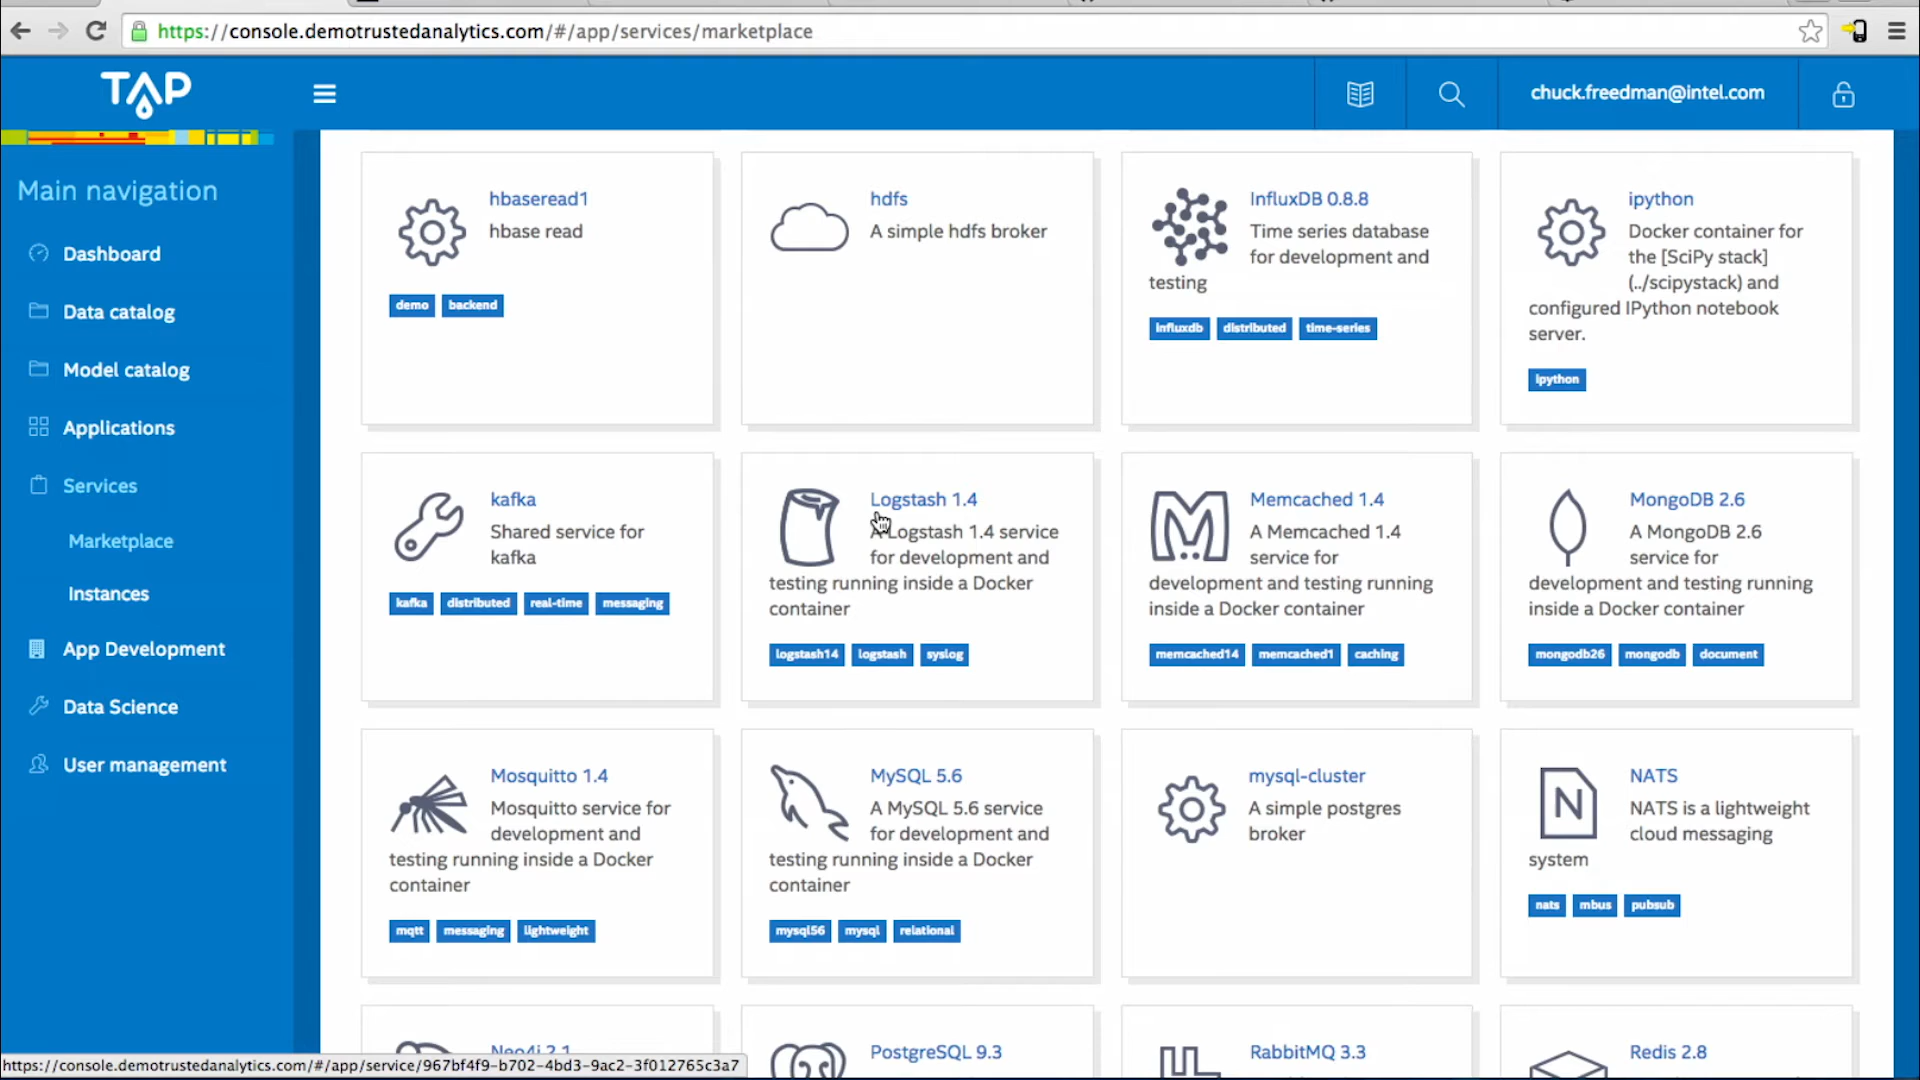 https://console.demotrustedanalytics.com/#/app/services/marketplace
TAP
chuck.freedman@intel.com
Main navigation
Dashboard
Data catalog
Model catalog
Applications
Services
Marketplace
Instances
App Development
Data Science
User management
hbaseread1
hbase read
demo backend
hdfs
A simple hdfs broker
InfluxDB 0.8.8
Time series database
for development and
testing
influxdb distributed time-series
ipython
Docker container for
the [SciPy stack]
(../scipystack) and
configured IPython notebook
server.
ipython
kafka
Shared service for
kafka
kafka distributed real-time messaging
Logstash 1.4
A Logstash 1.4 service
for development and
testing running inside a Docker
container
logstash14 logstash syslog
Memcached 1.4
A Memcached 1.4
service for
development and testing running
inside a Docker container
memcached14 memcached1 caching
MongoDB 2.6
A MongoDB 2.6
service for
development and testing running
inside a Docker container
mongodb26 mongodb document
Mosquitto 1.4
Mosquitto service for
development and
testing running inside a Docker
container
mqtt messaging lightweight
MySQL 5.6
A MySQL 5.6 service
for development and
testing running inside a Docker
container
mysql56 mysql relational
mysql-cluster
A simple postgres
broker
N
NATS
NATS is a lightweight
cloud messaging
system
nats mbus pubsub
Neo4j 2.1
PostgreSQL 9.3
RabbitMQ 3.3
Redis 2.8
https://console.demotrustedanalytics.com/#/app/service/967bf4f9-b702-4bd3-9ac2-3f012765c3a7